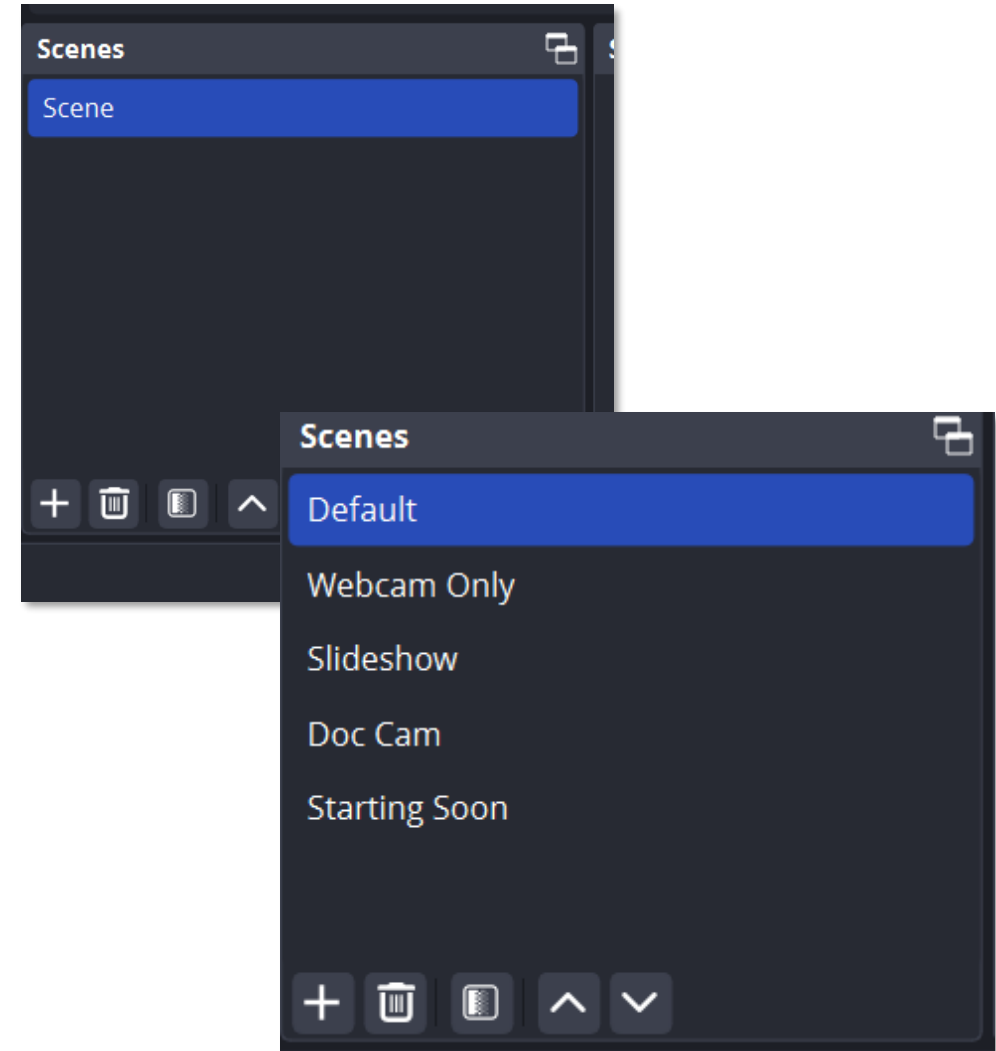 Scenes
Scene
Scenes
Default
Webcam Only
Slideshow
Doc Cam
Starting Soon